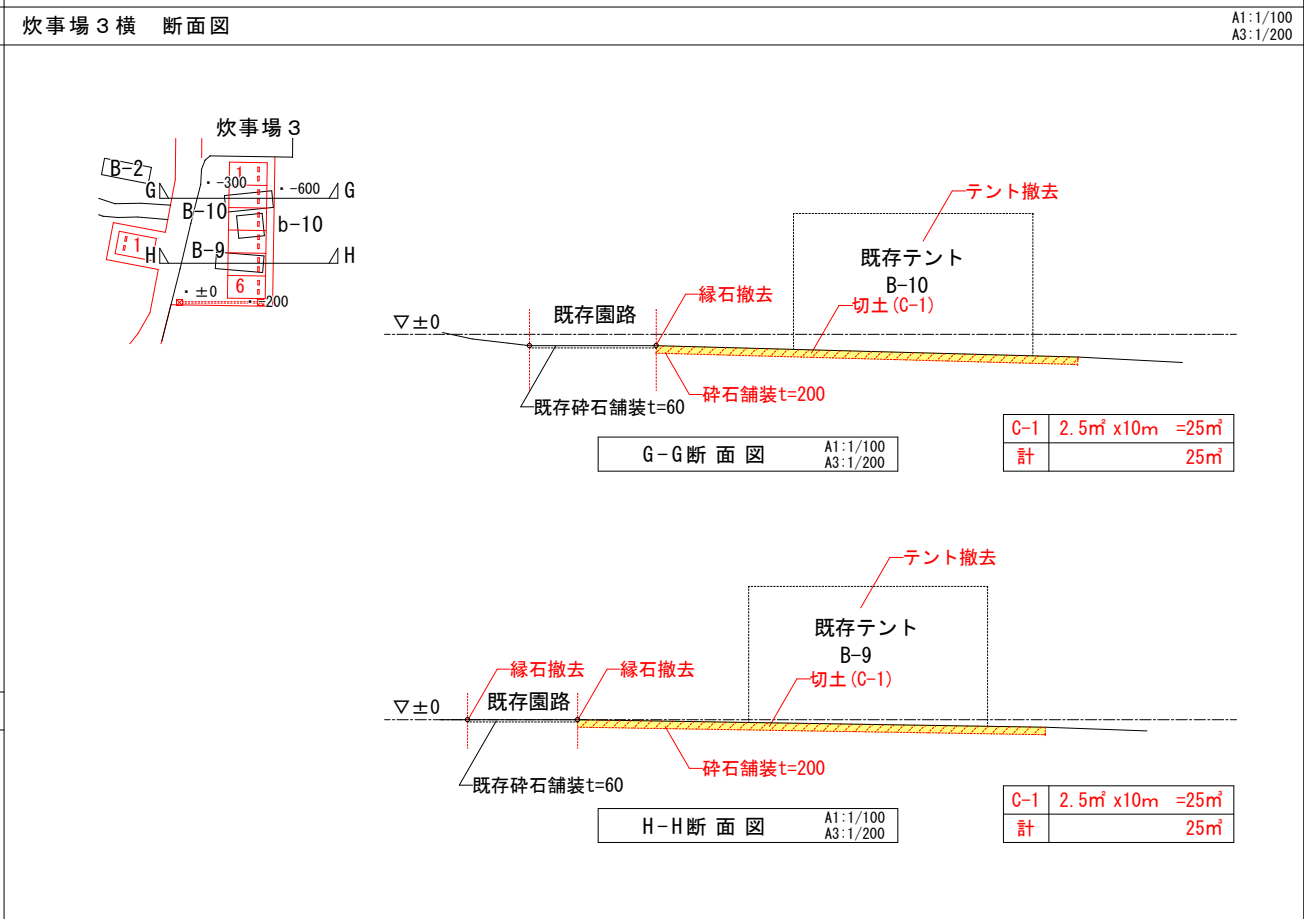 炊事場3横 断面図
A1:1/100
A3:1/200
炊事場3
B-2
1
G
・-300
・-600
G
B-10
b-10
1
H
B-9
H
・±0
6
・-200
テント撤去
既存テント
B-10
縁石撤去
切土(C-1)
既存園路
▽±0
既存砕石舗装t=60
砕石舗装t=200
G-G断面図
A1:1/100
A3:1/200
C-1 2.5㎡ x10m =25㎥
計 25㎥
テント撤去
既存テント
B-9
縁石撤去
縁石撤去
切土(C-1)
既存園路
▽±0
既存砕石舗装t=60
砕石舗装t=200
H-H断面図
A1:1/100
A3:1/200
C-1 2.5㎡ x10m =25㎥
計 25㎥